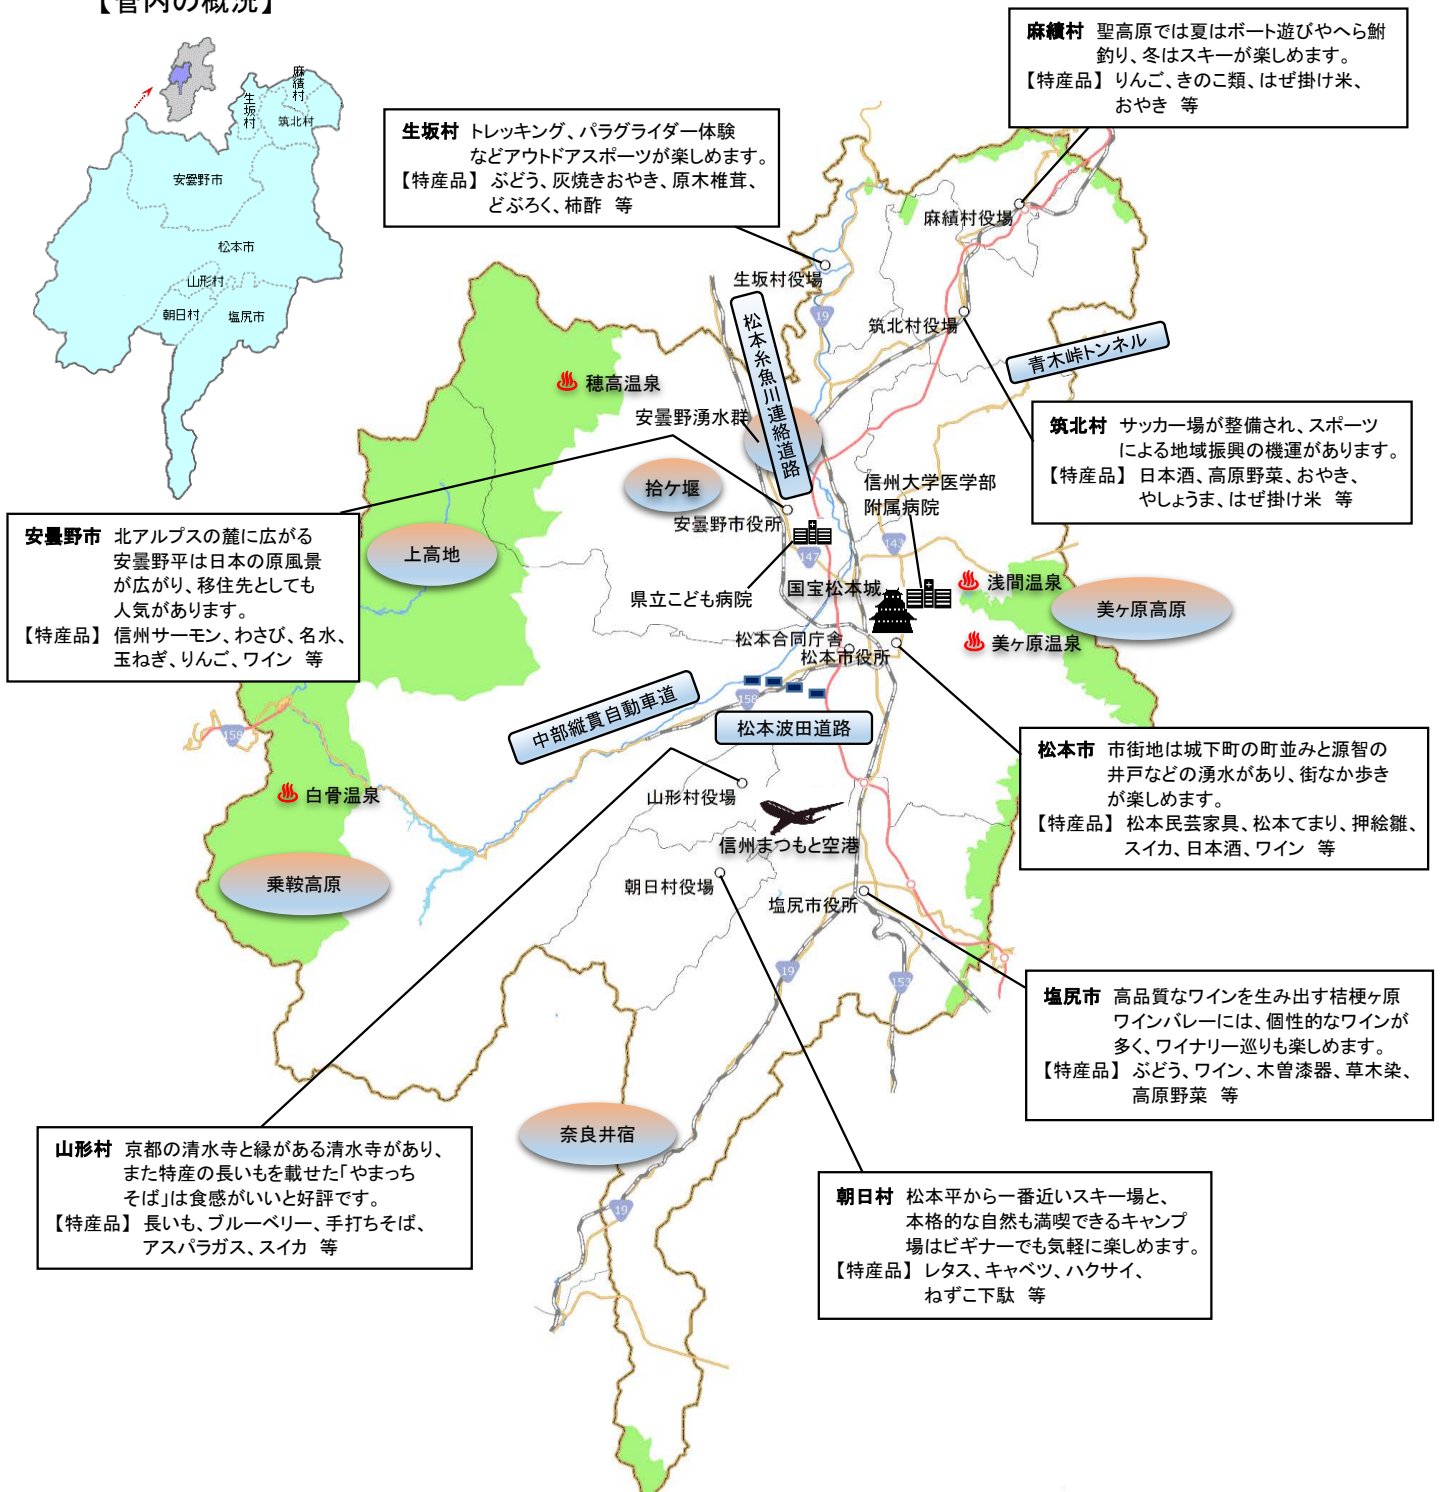 【管内の概況】
麻績村
生坂村
筑北村
安曇野市
松本市
山形村
朝日村
塩尻市
麻績村 聖高原では夏はボート遊びやへら鮒
釣り、冬はスキーが楽しめます。
【特産品】 りんご、きのこ類、はぜ掛け米、
おやき 等
生坂村 トレッキング、パラグライダー体験
などアウトドアスポーツが楽しめます。
【特産品】 ぶどう、灰焼きおやき、原木椎茸、
どぶろく、柿酢 等
麻績村役場
生坂村役場
19
筑北村役場
松本糸魚川連絡道路
青木峠トンネル
穂高温泉
安曇野湧水群
筑北村 サッカー場が整備され、スポーツ
による地域振興の機運があります。
【特産品】 日本酒、高原野菜、おやき、
やしょうま、はぜ掛け米 等
拾ケ堰
信州大学医学部
附属病院
安曇野市役所
安曇野市 北アルプスの麓に広がる
安曇野平は日本の原風景
が広がり、移住先としても
人気があります。
【特産品】 信州サーモン、わさび、名水、
玉ねぎ、りんご、ワイン 等
上高地
147
143
県立こども病院
国宝松本城
浅間温泉
美ヶ原高原
松本合同庁舎
松本市役所
美ヶ原温泉
158
中部縦貫自動車道
松本波田道路
158
松本市 市街地は城下町の町並みと源智の
井戸などの湧水があり、街なか歩き
が楽しめます。
【特産品】 松本民芸家具、松本てまり、押絵雛、
スイカ、日本酒、ワイン 等
白骨温泉
山形村役場
信州まつもと空港
乗鞍高原
朝日村役場
塩尻市役所
19
153
塩尻市 高品質なワインを生み出す桔梗ヶ原
ワインバレーには、個性的なワインが
多く、ワイナリー巡りも楽しめます。
【特産品】 ぶどう、ワイン、木曽漆器、草木染、
高原野菜 等
奈良井宿
山形村 京都の清水寺と縁がある清水寺があり、
また特産の長いもを載せた「やまっち
そば」は食感がいいと好評です。
【特産品】 長いも、ブルーベリー、手打ちそば、
アスパラガス、スイカ 等
朝日村 松本平から一番近いスキー場と、
本格的な自然も満喫できるキャンプ
場はビギナーでも気軽に楽しめます。
【特産品】 レタス、キャベツ、ハクサイ、
ねずこ下駄 等
19